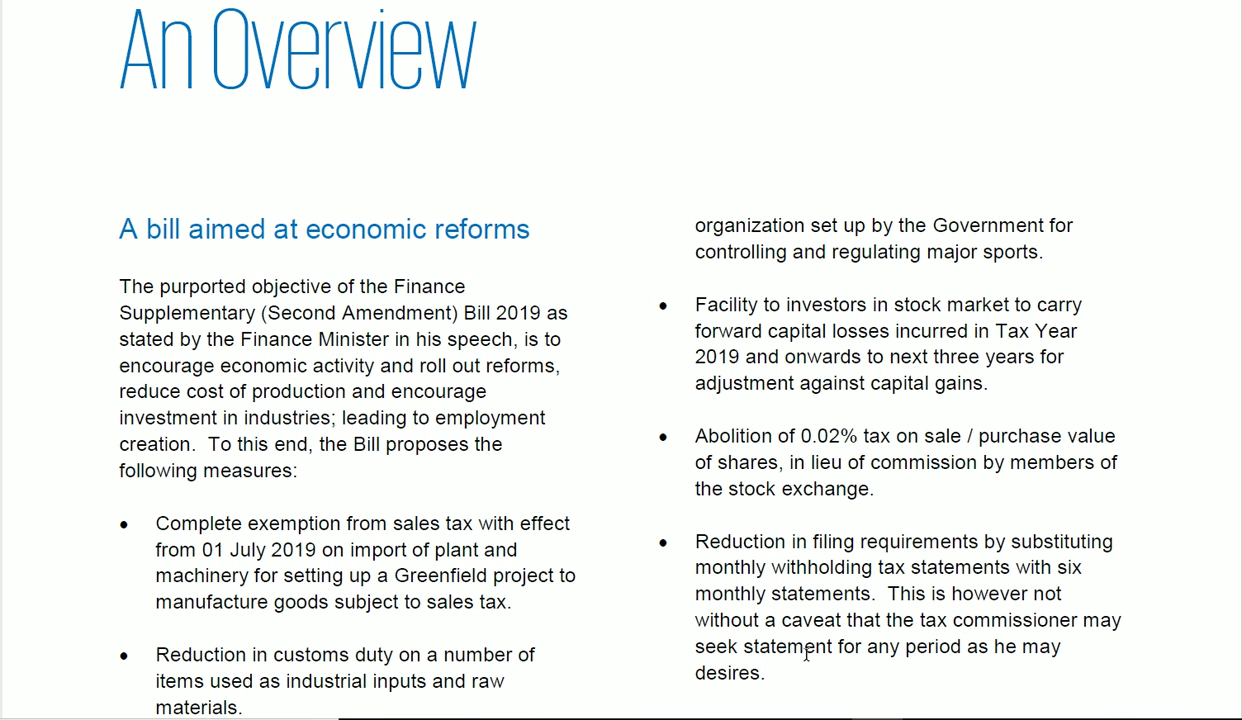 An Overview
A bill aimed at economic reforms
The purported objective of the Finance
Supplementary (Second Amendment) Bill 2019 as
stated by the Finance Minister in his speech, is to
encourage economic activity and roll out reforms,
reduce cost of production and encourage
investment in industries; leading to employment
creation.  To this end, the Bill proposes the
following measures:
• Complete exemption from sales tax with effect
from 01 July 2019 on import of plant and
machinery for setting up a Greenfield project to
manufacture goods subject to sales tax.
• Reduction in customs duty on a number of
items used as industrial inputs and raw
materials.
organization set up by the Government for
controlling and regulating major sports.
• Facility to investors in stock market to carry
forward capital losses incurred in Tax Year
2019 and onwards to next three years for
adjustment against capital gains.
• Abolition of 0.02% tax on sale / purchase value
of shares, in lieu of commission by members of
the stock exchange.
• Reduction in filing requirements by substituting
monthly withholding tax statements with six
monthly statements.  This is however not
without a caveat that the tax commissioner may
seek statement for any period as he may
desires.